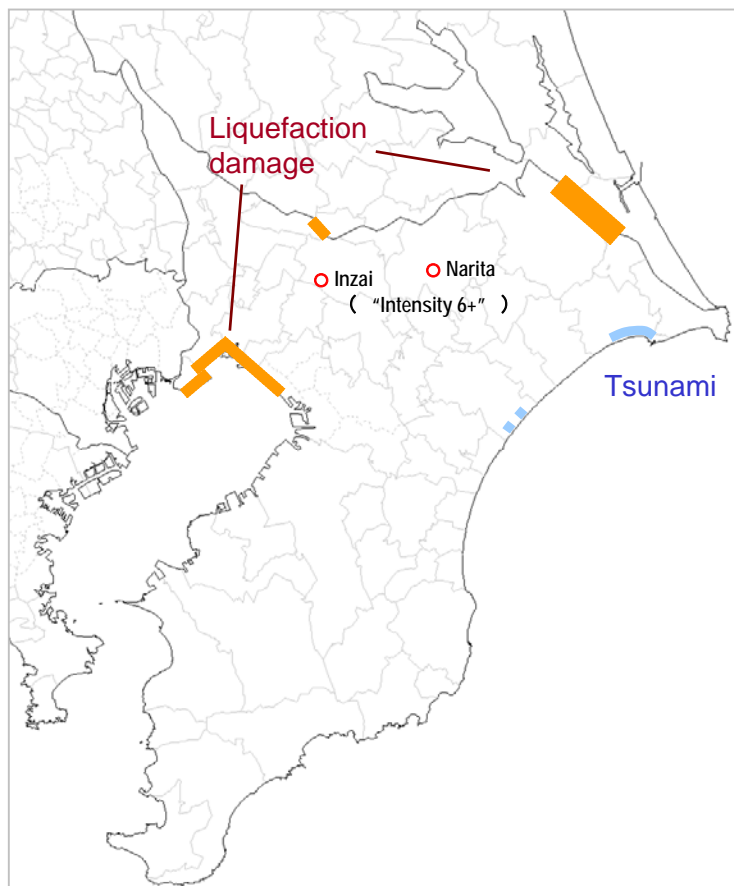 Liquefaction
damage
Inzai
Narita
( “Intensity 6+” )
Tsunami